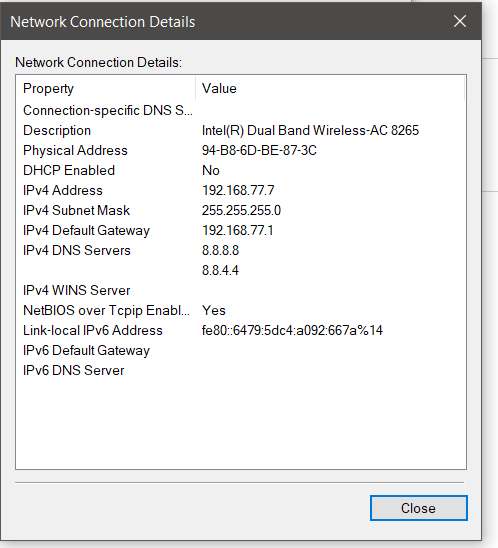 Network Connection Details
Network Connection Details:
Property Value
Connection-specific DNS S...
Description Intel(R) Dual Band Wireless-AC 8265
Physical Address 94-B8-6D-BE-87-3C
DHCP Enabled No
IPv4 Address 192.168.77.7
IPv4 Subnet Mask 255.255.255.0
IPv4 Default Gateway 192.168.77.1
IPv4 DNS Servers 8.8.8.8
8.8.4.4
IPv4 WINS Server
NetBIOS over Tcpip Enabl... Yes
Link-local IPv6 Address fe80::6479:5dc4:a092:667a%14
IPv6 Default Gateway
IPv6 DNS Server
Close